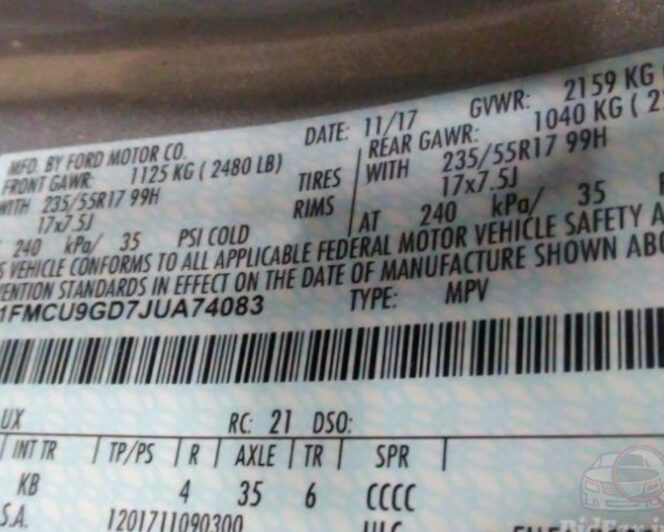 MFD. BY FORD MOTOR CO. DATE: 11/17 GVWR: 2159 KG (
FRONT GAWR: 1125 KG ( 2480 LB) REAR GAWR: 1040 KG ( 2
WITH 235/55R17 99H TIRES WITH 235/55R17 99H
17x7.5J RIMS 17x7.5J
240 kPa/ 35 PSI COLD AT 240 kPa/ 35
S VEHICLE CONFORMS TO ALL APPLICABLE FEDERAL MOTOR VEHICLE SAFETY A
VENTION STANDARDS IN EFFECT ON THE DATE OF MANUFACTURE SHOWN ABO
1FMCU9GD7JUA74083 TYPE: MPV
UX RC: 21 DSO:
INT TR TP/PS R AXLE TR SPR
KB 4 35 6 CCCC
S.A. 1201711090300